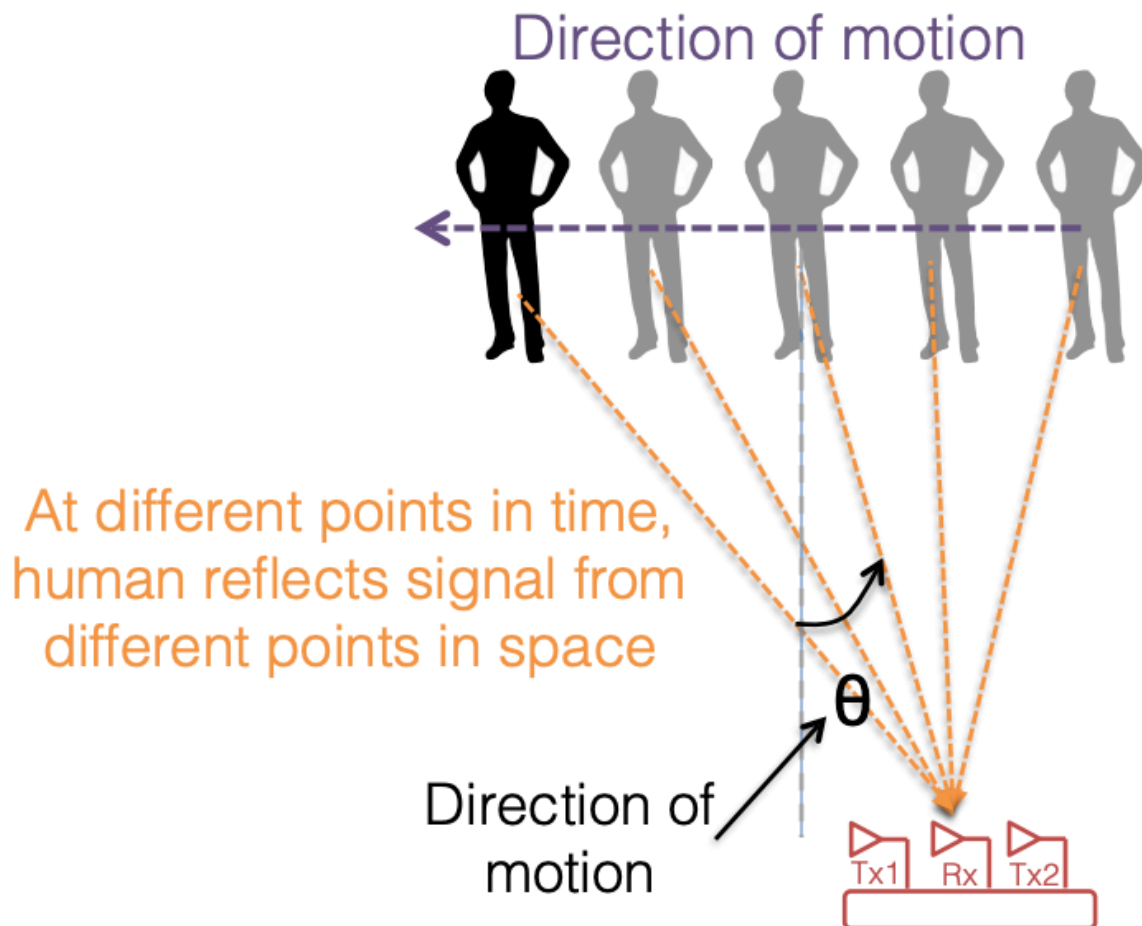 Direction of motion
At different points in time,
human reflects signal from
different points in space
θ
Direction of
motion
Tx1 Rx Tx2